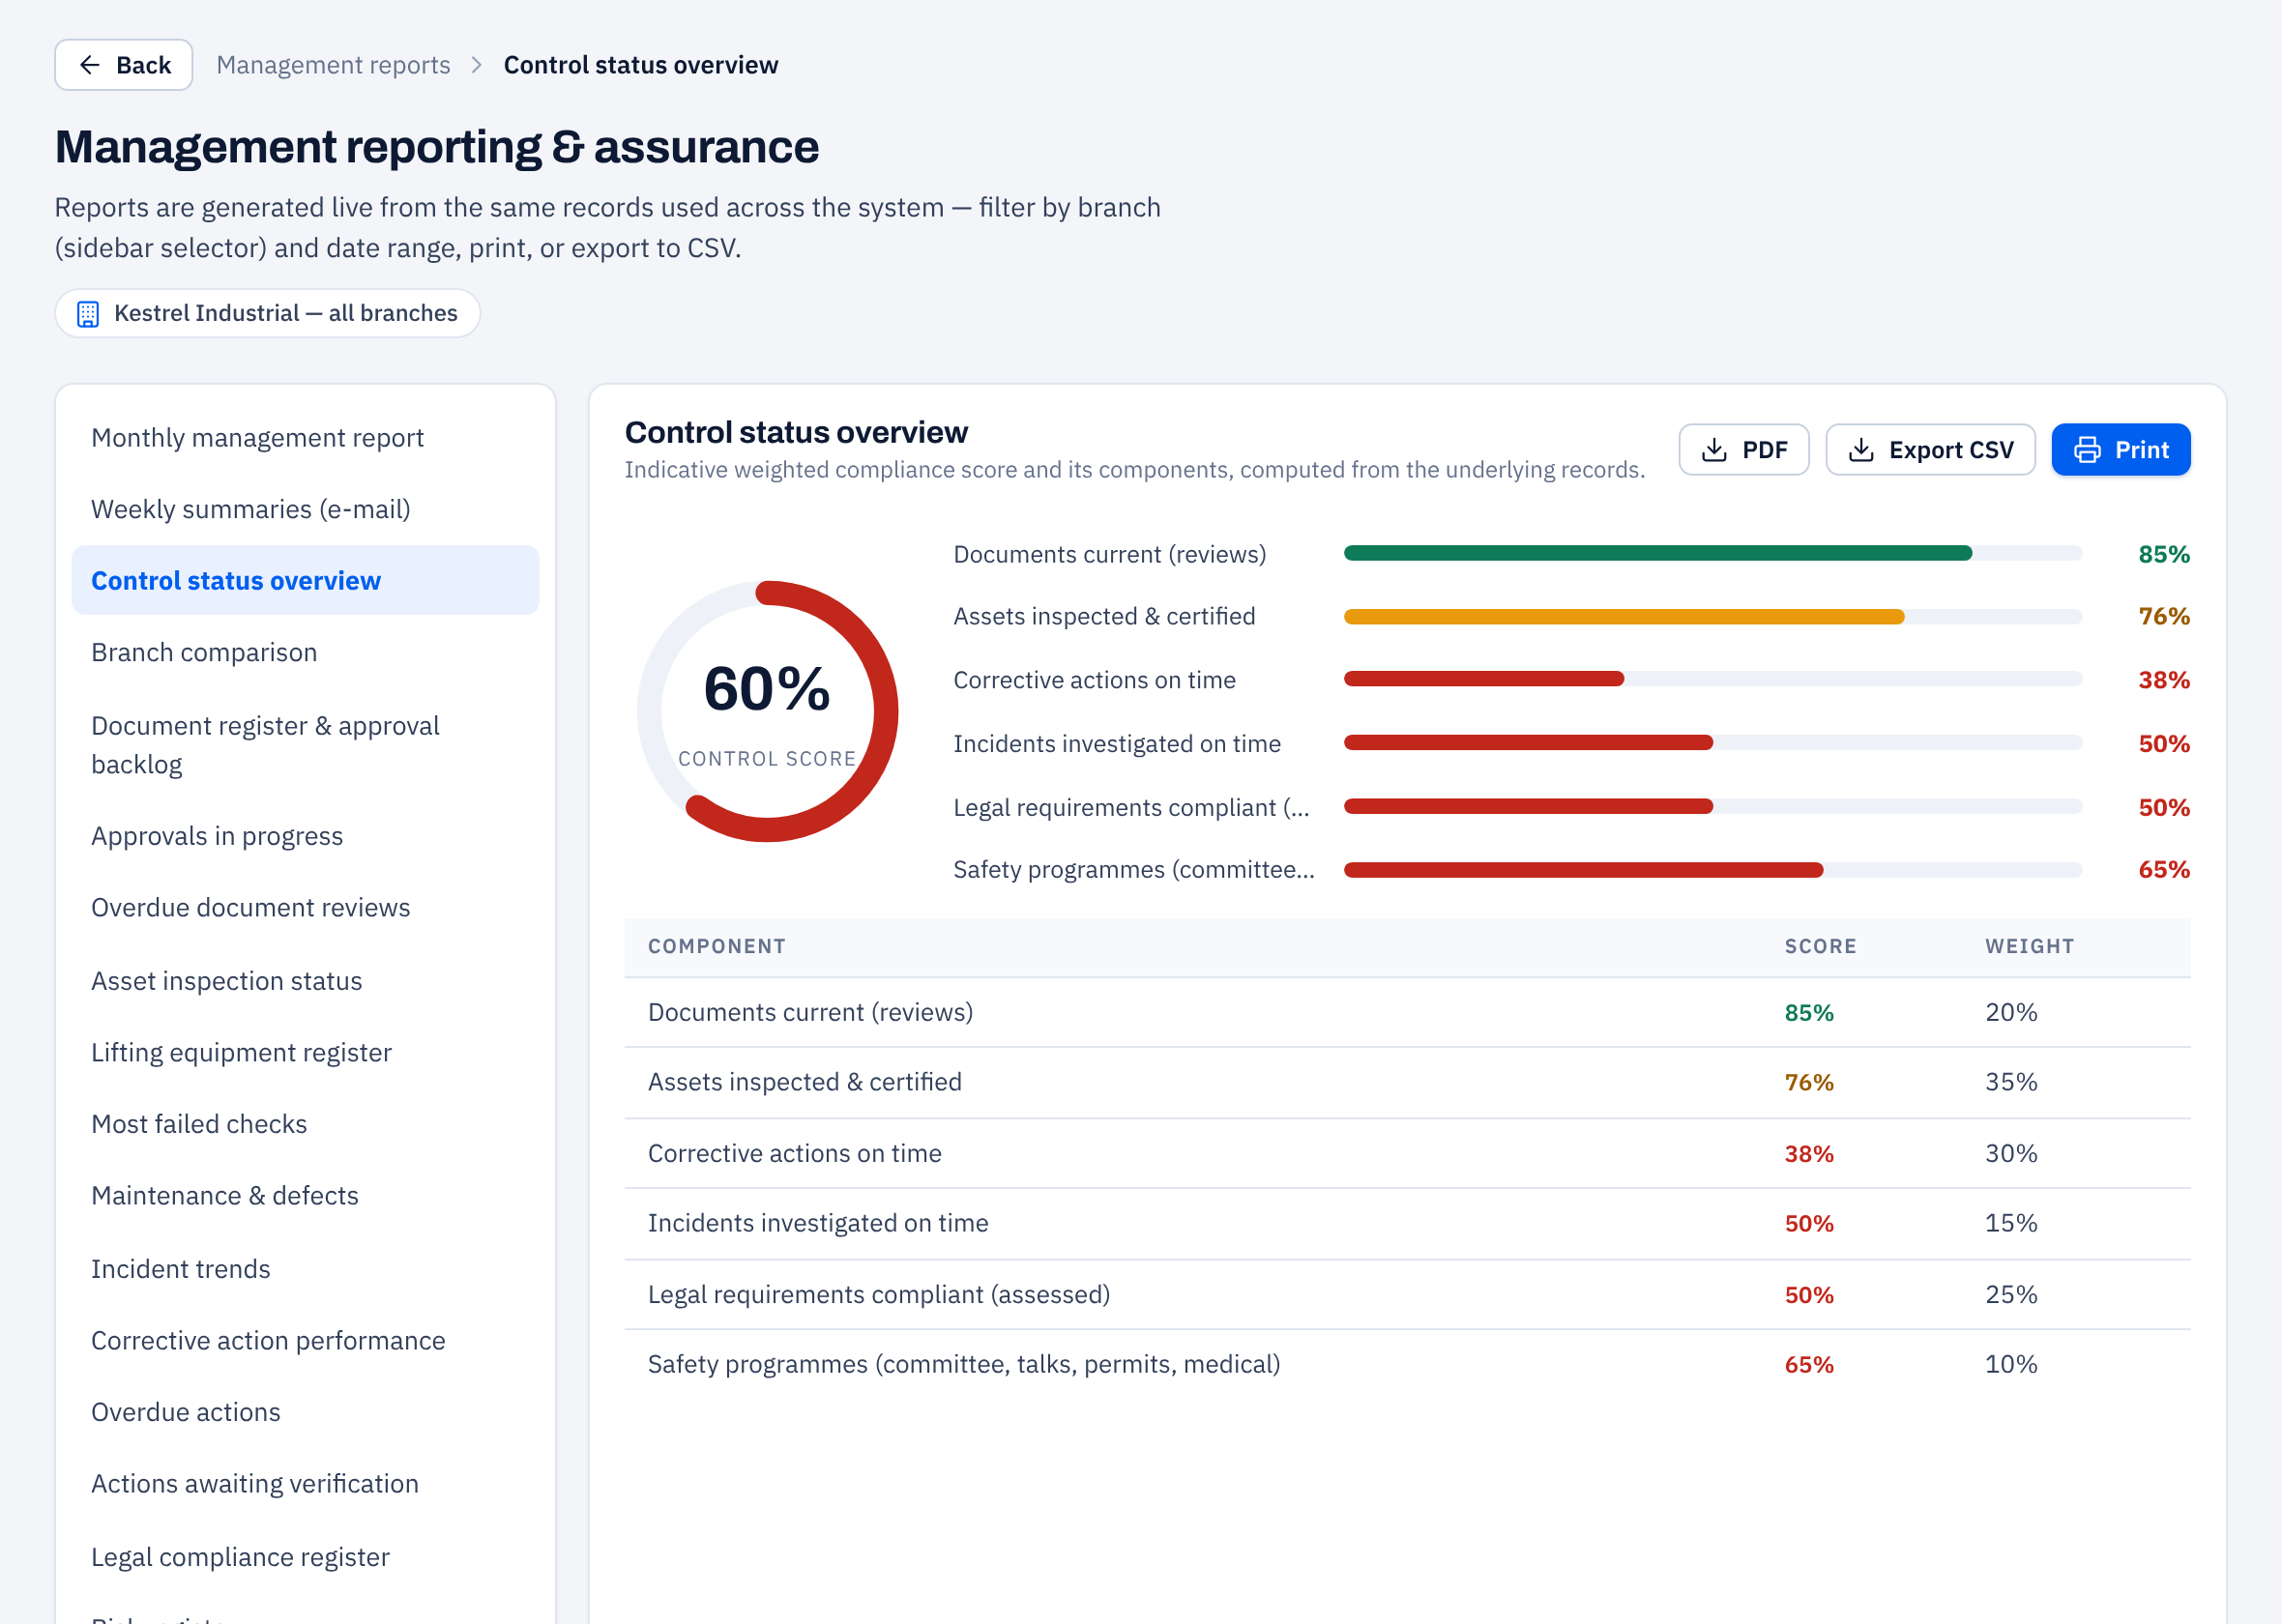 Back
Management reports > Control status overview
Management reporting & assurance
Reports are generated live from the same records used across the system — filter by branch
(sidebar selector) and date range, print, or export to CSV.
Kestrel Industrial — all branches
Monthly management report
Weekly summaries (e-mail)
Control status overview
Branch comparison
Document register & approval
backlog
Approvals in progress
Overdue document reviews
Asset inspection status
Lifting equipment register
Most failed checks
Maintenance & defects
Incident trends
Corrective action performance
Overdue actions
Actions awaiting verification
Legal compliance register
Control status overview
Indicative weighted compliance score and its components, computed from the underlying records.
PDF
Export CSV
Print
60%
CONTROL SCORE
Documents current (reviews) 85%
Assets inspected & certified 76%
Corrective actions on time 38%
Incidents investigated on time 50%
Legal requirements compliant (... 50%
Safety programmes (committee... 65%
COMPONENT SCORE WEIGHT
Documents current (reviews) 85% 20%
Assets inspected & certified 76% 35%
Corrective actions on time 38% 30%
Incidents investigated on time 50% 15%
Legal requirements compliant (assessed) 50% 25%
Safety programmes (committee, talks, permits, medical) 65% 10%